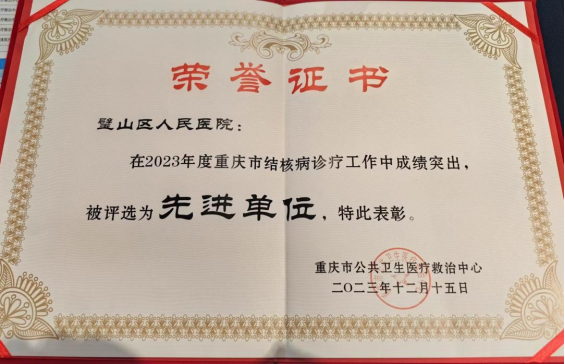 荣誉证书
璧山区人民医院:
在2023年度重庆市结核病诊疗工作中成绩突出,
被评选为先进单位,特此表彰。
重庆市公共卫生医疗救治中心
二〇二三年十二月十五日